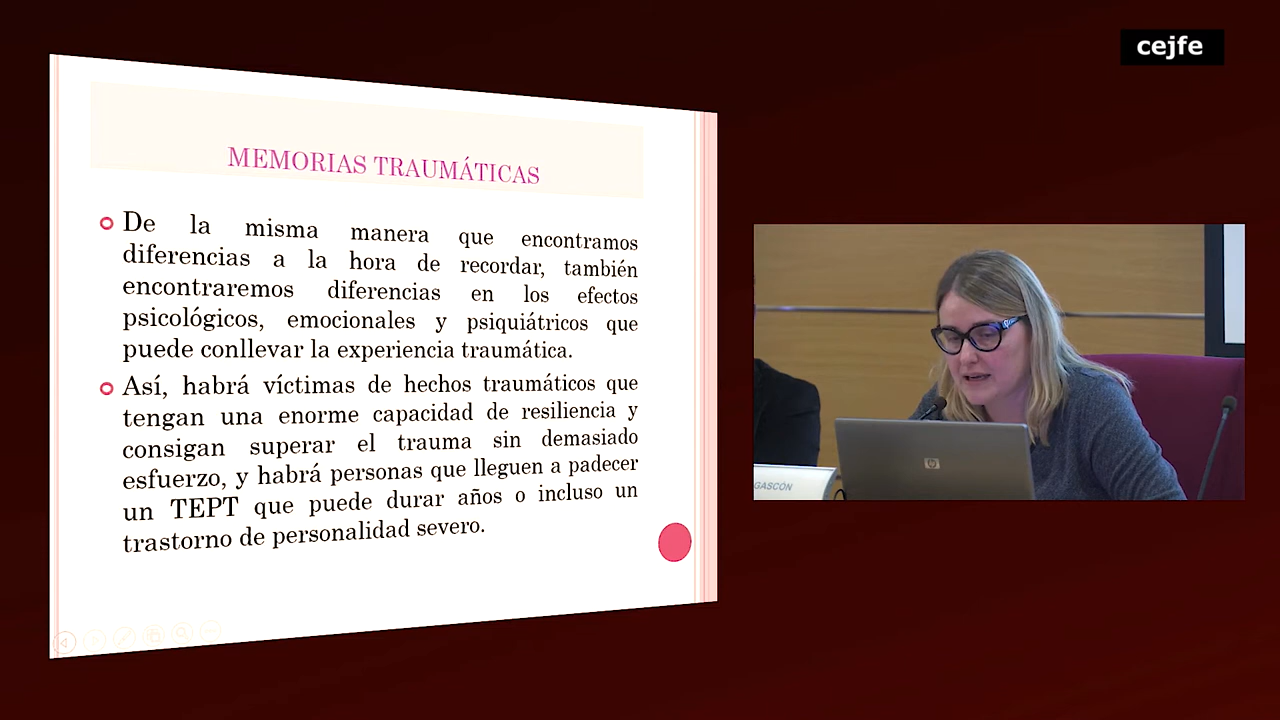 cejfe
MEMORIAS TRAUMÁTICAS
De la misma manera que encontramos
diferencias a la hora de recordar, también
encontraremos diferencias en los efectos
psicológicos, emocionales y psiquiátricos que
puede conllevar la experiencia traumática.
Así, habrá víctimas de hechos traumáticos que
tengan una enorme capacidad de resiliencia y
consigan superar el trauma sin demasiado
esfuerzo, y habrá personas que lleguen a padecer
un TEPT que puede durar años o incluso un
trastorno de personalidad severo.
hp
GASCÓN